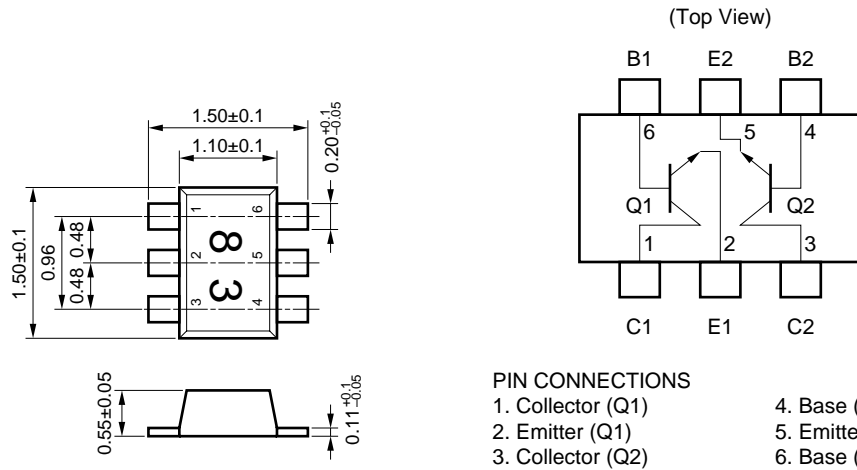 (Top View)
B1 E2 B2
6 5 4
Q1 Q2
1 2 3
C1 E1 C2
1.50±0.1
1.10±0.1
0.20+0.1−0.05
1.50±0.1
0.96
0.48
0.48
1 6
2 5
3 4
83
0.55±0.05
0.11+0.1−0.05
PIN CONNECTIONS
1. Collector (Q1) 4. Base (
2. Emitter (Q1) 5. Emitte
3. Collector (Q2) 6. Base (